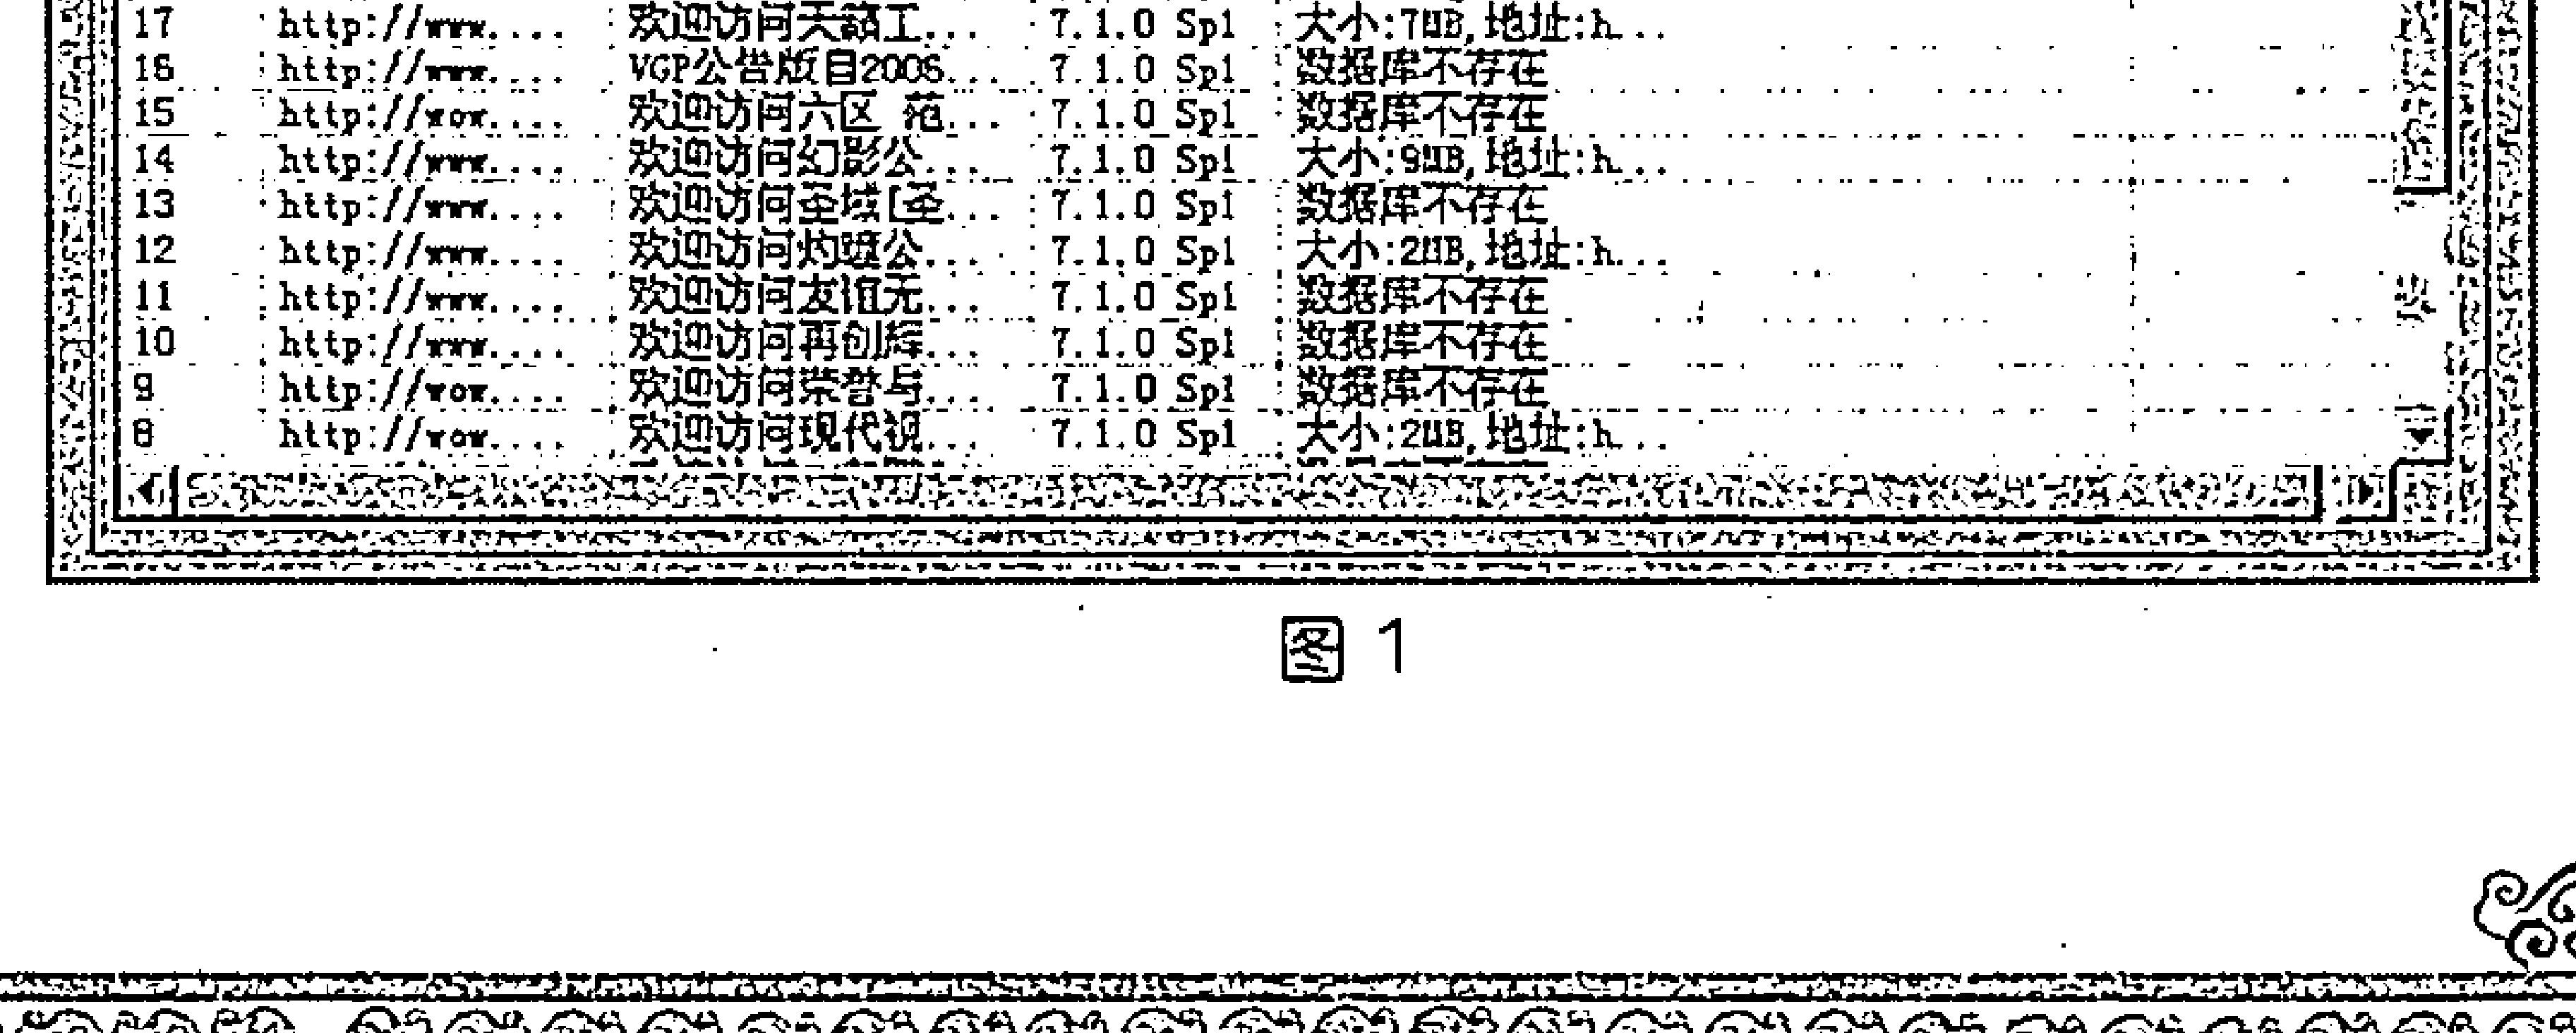 17 http://www.... 欢迎访问天籁工... 7.1.0 Sp1 大小:7MB,地址:h...
16 http://www.... VGP公告版目2006... 7.1.0 Sp1 数据库不存在
15 http://wow.... 欢迎访问六区 范... 7.1.0 Sp1 数据库不存在
14 http://www.... 欢迎访问幻影公... 7.1.0 Sp1 大小:9MB,地址:h...
13 http://www.... 欢迎访问圣域[圣... 7.1.0 Sp1 数据库不存在
12 http://www.... 欢迎访问灼魂公... 7.1.0 Sp1 大小:2MB,地址:h...
11 http://www.... 欢迎访问友谊无... 7.1.0 Sp1 数据库不存在
10 http://www.... 欢迎访问再创辉... 7.1.0 Sp1 数据库不存在
9 http://wow.... 欢迎访问荣誉与... 7.1.0 Sp1 数据库不存在
8 http://wow.... 欢迎访问现代视... 7.1.0 Sp1 大小:2MB,地址:h...
图 1